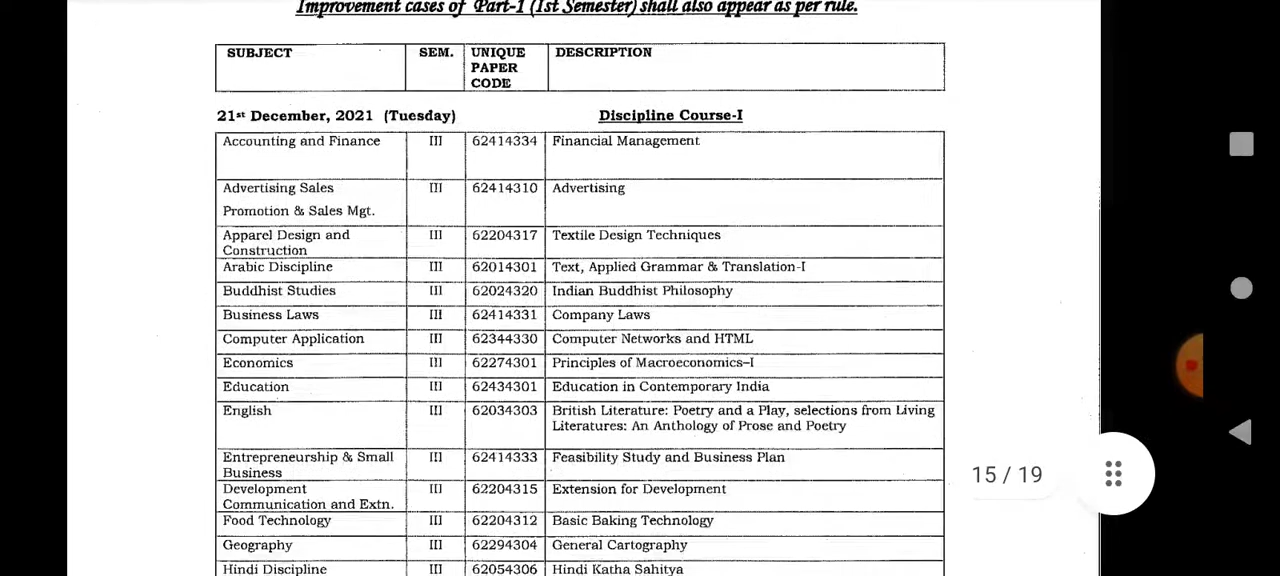 Improvement cases of Part-1 (Ist Semester) shall also appear as per rule.
SUBJECT SEM. UNIQUE PAPER CODE DESCRIPTION
21st December, 2021 (Tuesday) Discipline Course-I
Accounting and Finance III 62414334 Financial Management
Advertising Sales III 62414310 Advertising
Promotion & Sales Mgt.
Apparel Design and III 62204317 Textile Design Techniques
Construction
Arabic Discipline III 62014301 Text, Applied Grammar & Translation-I
Buddhist Studies III 62024320 Indian Buddhist Philosophy
Business Laws III 62414331 Company Laws
Computer Application III 62344330 Computer Networks and HTML
Economics III 62274301 Principles of Macroeconomics–I
Education III 62434301 Education in Contemporary India
English III 62034303 British Literature: Poetry and a Play, selections from Living
Literatures: An Anthology of Prose and Poetry
Entrepreneurship & Small III 62414333 Feasibility Study and Business Plan
Business
Development III 62204315 Extension for Development
Communication and Extn.
Food Technology III 62204312 Basic Baking Technology
Geography III 62294304 General Cartography
Hindi Discipline III 62054306 Hindi Katha Sahitya
15 / 19